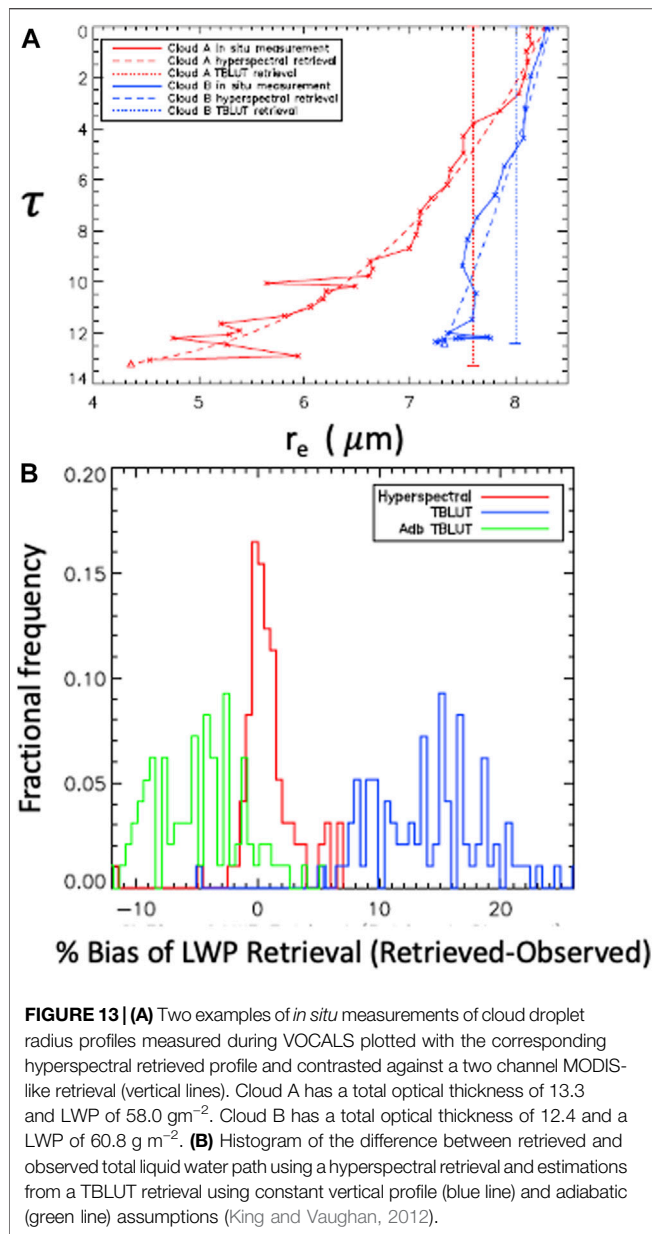 A
Cloud A in situ measurement
Cloud A hyperspectral retrieval
Cloud A TBLUT retrieval
Cloud B in situ measurement
Cloud B hyperspectral retrieval
Cloud B TBLUT retrieval
0
2
4
6
8
10
12
14
τ
4 5 6 7 8
r_e ( μm)
B
Hyperspectral
TBLUT
Adb TBLUT
0.20
0.15
0.10
0.05
0.00
Fractional frequency
−10 0 10 20
% Bias of LWP Retrieval (Retrieved-Observed)
FIGURE 13 | (A) Two examples of in situ measurements of cloud droplet
radius profiles measured during VOCALS plotted with the corresponding
hyperspectral retrieved profile and contrasted against a two channel MODIS-
like retrieval (vertical lines). Cloud A has a total optical thickness of 13.3
and LWP of 58.0 gm⁻². Cloud B has a total optical thickness of 12.4 and a
LWP of 60.8 g m⁻². (B) Histogram of the difference between retrieved and
observed total liquid water path using a hyperspectral retrieval and estimations
from a TBLUT retrieval using constant vertical profile (blue line) and adiabatic
(green line) assumptions (King and Vaughan, 2012).